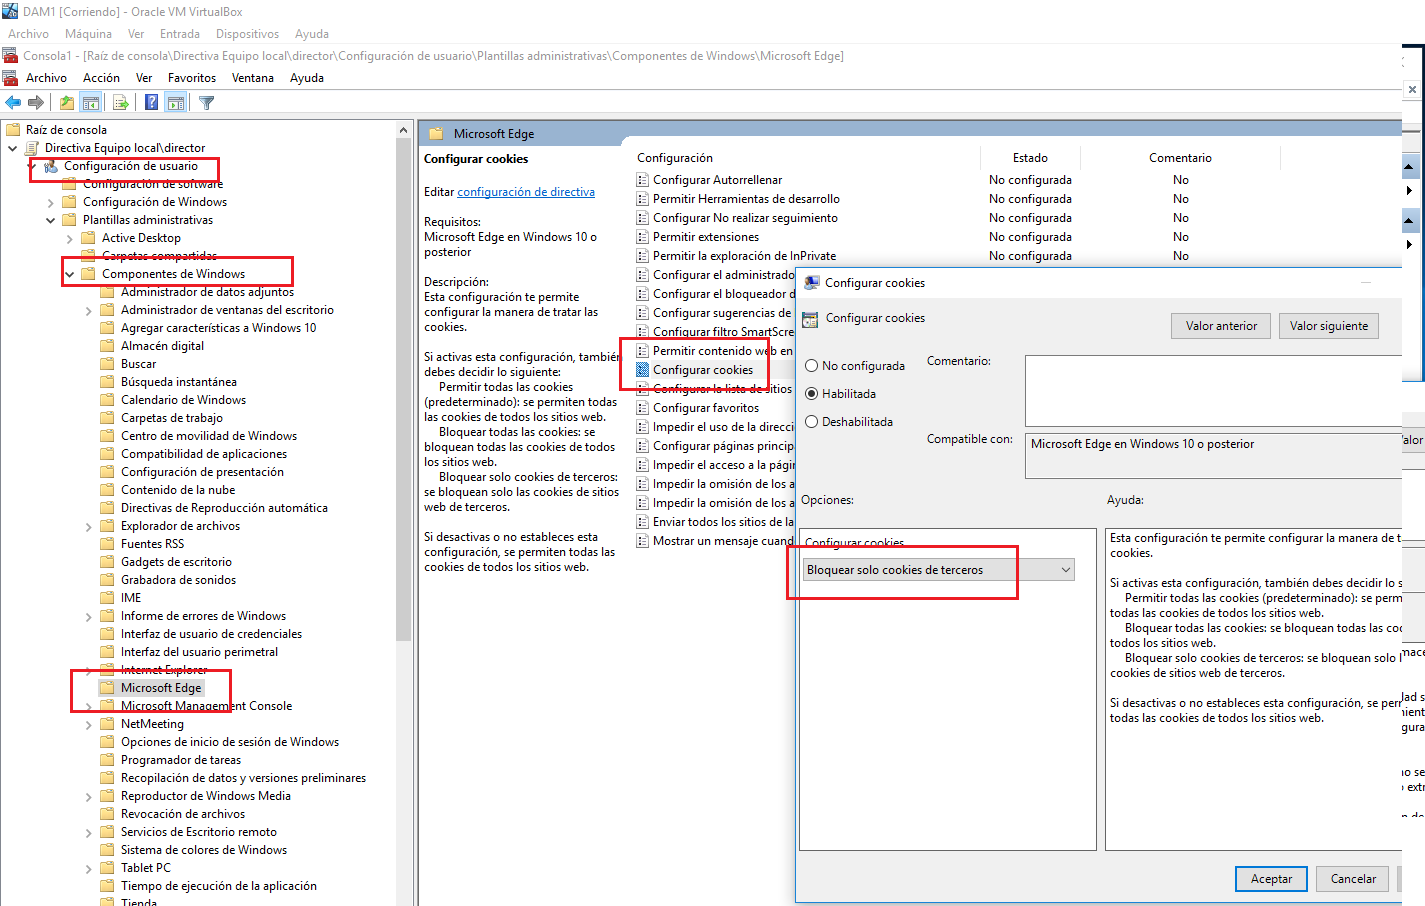 DAM1 [Corriendo] - Oracle VM VirtualBox
Archivo Máquina Ver Entrada Dispositivos Ayuda
Consola1 - [Raíz de consola\Directiva Equipo local\director\Configuración de usuario\Plantillas administrativas\Componentes de Windows\Microsoft Edge]
Archivo Acción Ver Favoritos Ventana Ayuda
Raíz de consola
Directiva Equipo local\director
Configuración de usuario
Configuración de software
Configuración de Windows
Plantillas administrativas
Active Desktop
Carpetas compartidas
Componentes de Windows
Administrador de datos adjuntos
Administrador de ventanas del escritorio
Agregar características a Windows 10
Almacén digital
Buscar
Búsqueda instantánea
Calendario de Windows
Carpetas de trabajo
Centro de movilidad de Windows
Compatibilidad de aplicaciones
Configuración de presentación
Contenido de la nube
Directivas de Reproducción automática
Explorador de archivos
Fuentes RSS
Gadgets de escritorio
Grabadora de sonidos
IME
Informe de errores de Windows
Interfaz de usuario de credenciales
Interfaz del usuario perimetral
Internet Explorer
Microsoft Edge
Microsoft Management Console
NetMeeting
Opciones de inicio de sesión de Windows
Programador de tareas
Recopilación de datos y versiones preliminares
Reproductor de Windows Media
Revocación de archivos
Servicios de Escritorio remoto
Sistema de colores de Windows
Tablet PC
Tiempo de ejecución de la aplicación
Tienda
Microsoft Edge
Configurar cookies
Editar configuración de directiva
Requisitos:
Microsoft Edge en Windows 10 o
posterior
Descripción:
Esta configuración te permite
configurar la manera de tratar las
cookies.
Si activas esta configuración, también
debes decidir lo siguiente:
Permitir todas las cookies
(predeterminado): se permiten todas
las cookies de todos los sitios web.
Bloquear todas las cookies: se
bloquean todas las cookies de todos
los sitios web.
Bloquear solo cookies de terceros:
se bloquean solo las cookies de sitios
web de terceros.
Si desactivas o no estableces esta
configuración, se permiten todas las
cookies de todos los sitios web.
Configuración Estado Comentario
Configurar Autorrellenar No configurada No
Permitir Herramientas de desarrollo No configurada No
Configurar No realizar seguimiento No configurada No
Permitir extensiones No configurada No
Permitir la exploración de InPrivate No configurada No
Configurar el administrado
Configurar el bloqueador d
Configurar sugerencias de
Configurar filtro SmartScre
Permitir contenido web en
Configurar cookies
Configurar la lista de sitios
Configurar favoritos
Impedir el uso de la direcci
Configurar páginas principa
Impedir el acceso a la págin
Impedir la omisión de los a
Impedir la omisión de los a
Enviar todos los sitios de la
Mostrar un mensaje cuand
Configurar cookies
Configurar cookies
Valor anterior Valor siguiente
No configurada
Habilitada
Deshabilitada
Comentario:
Compatible con:
Microsoft Edge en Windows 10 o posterior
Opciones:
Ayuda:
Configurar cookies
Bloquear solo cookies de terceros
Esta configuración te permite configurar la manera de t
cookies.
Si activas esta configuración, también debes decidir lo s
Permitir todas las cookies (predeterminado): se perm
todas las cookies de todos los sitios web.
Bloquear todas las cookies: se bloquean todas las coo
todos los sitios web.
Bloquear solo cookies de terceros: se bloquean solo l
cookies de sitios web de terceros.
Si desactivas o no estableces esta configuración, se perm
todas las cookies de todos los sitios web.
Aceptar Cancelar